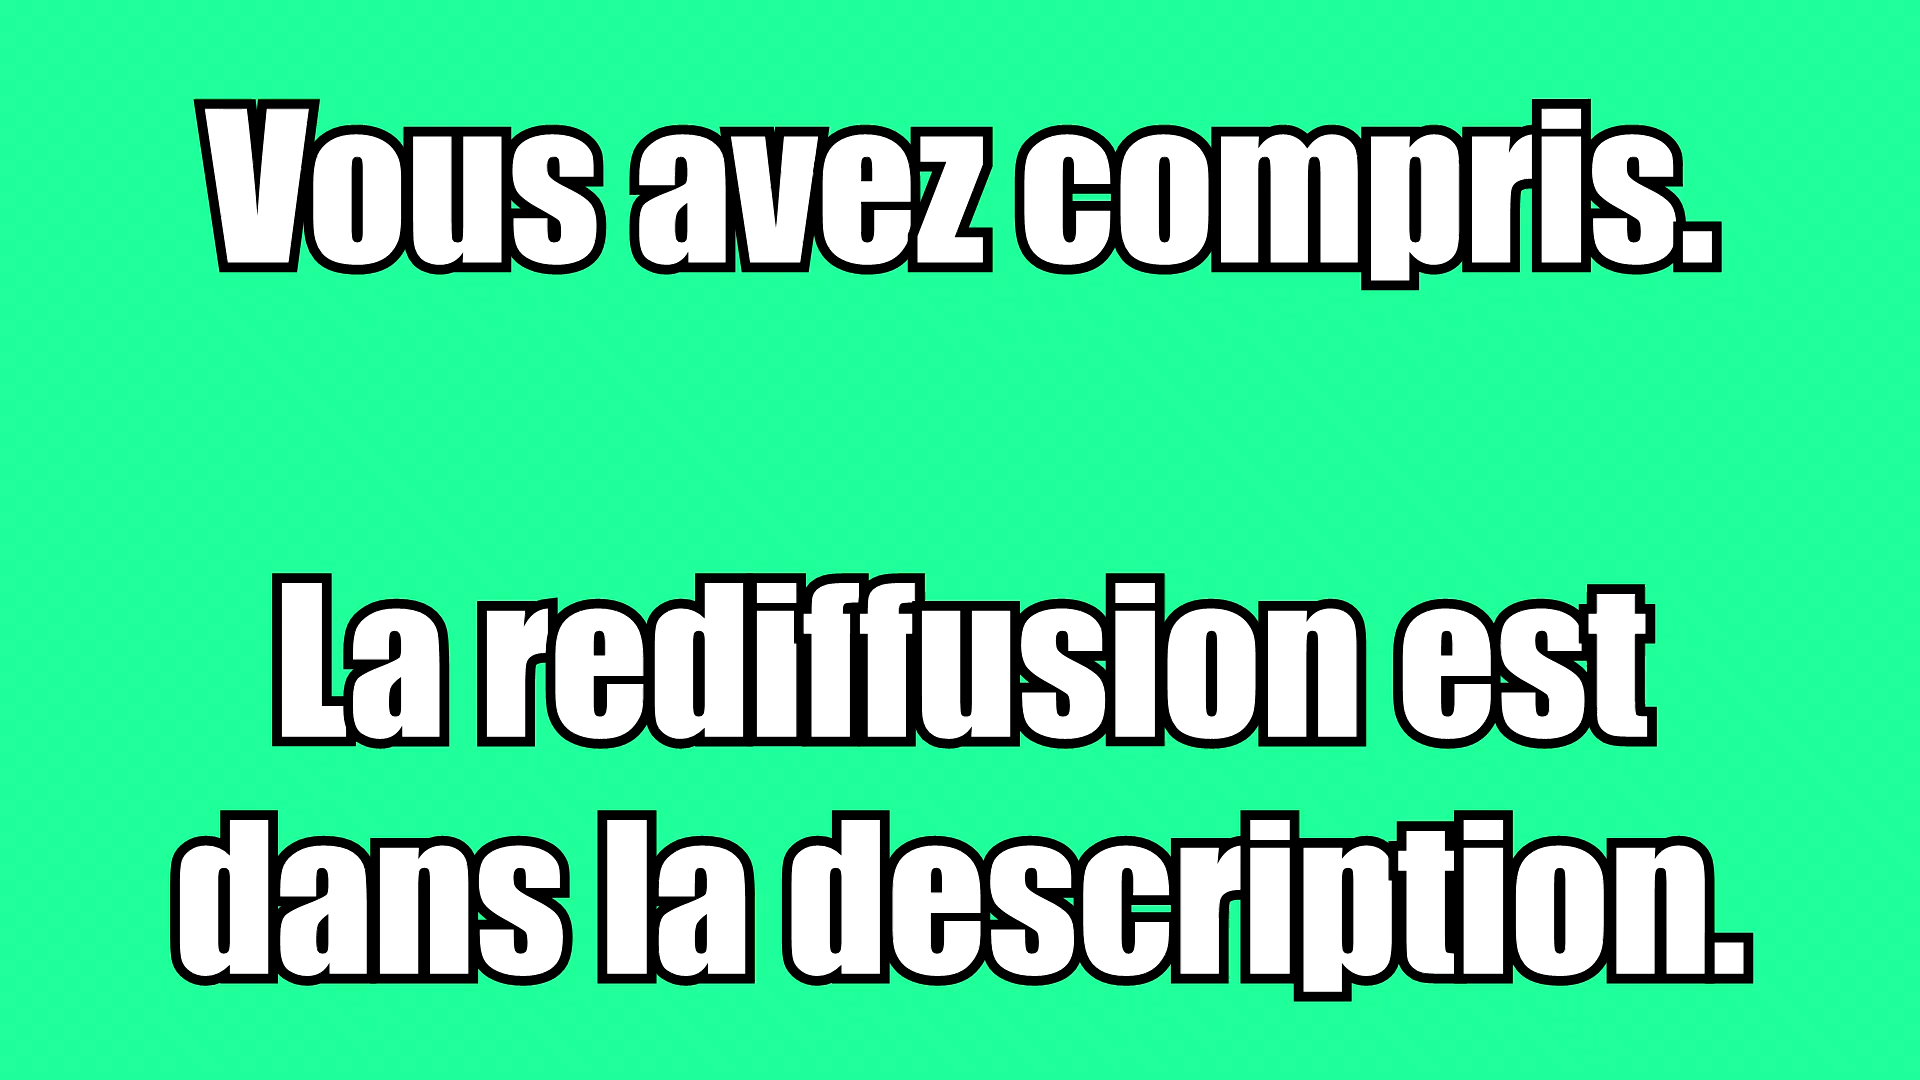 Vous avez compris.
La rediffusion est
dans la description.